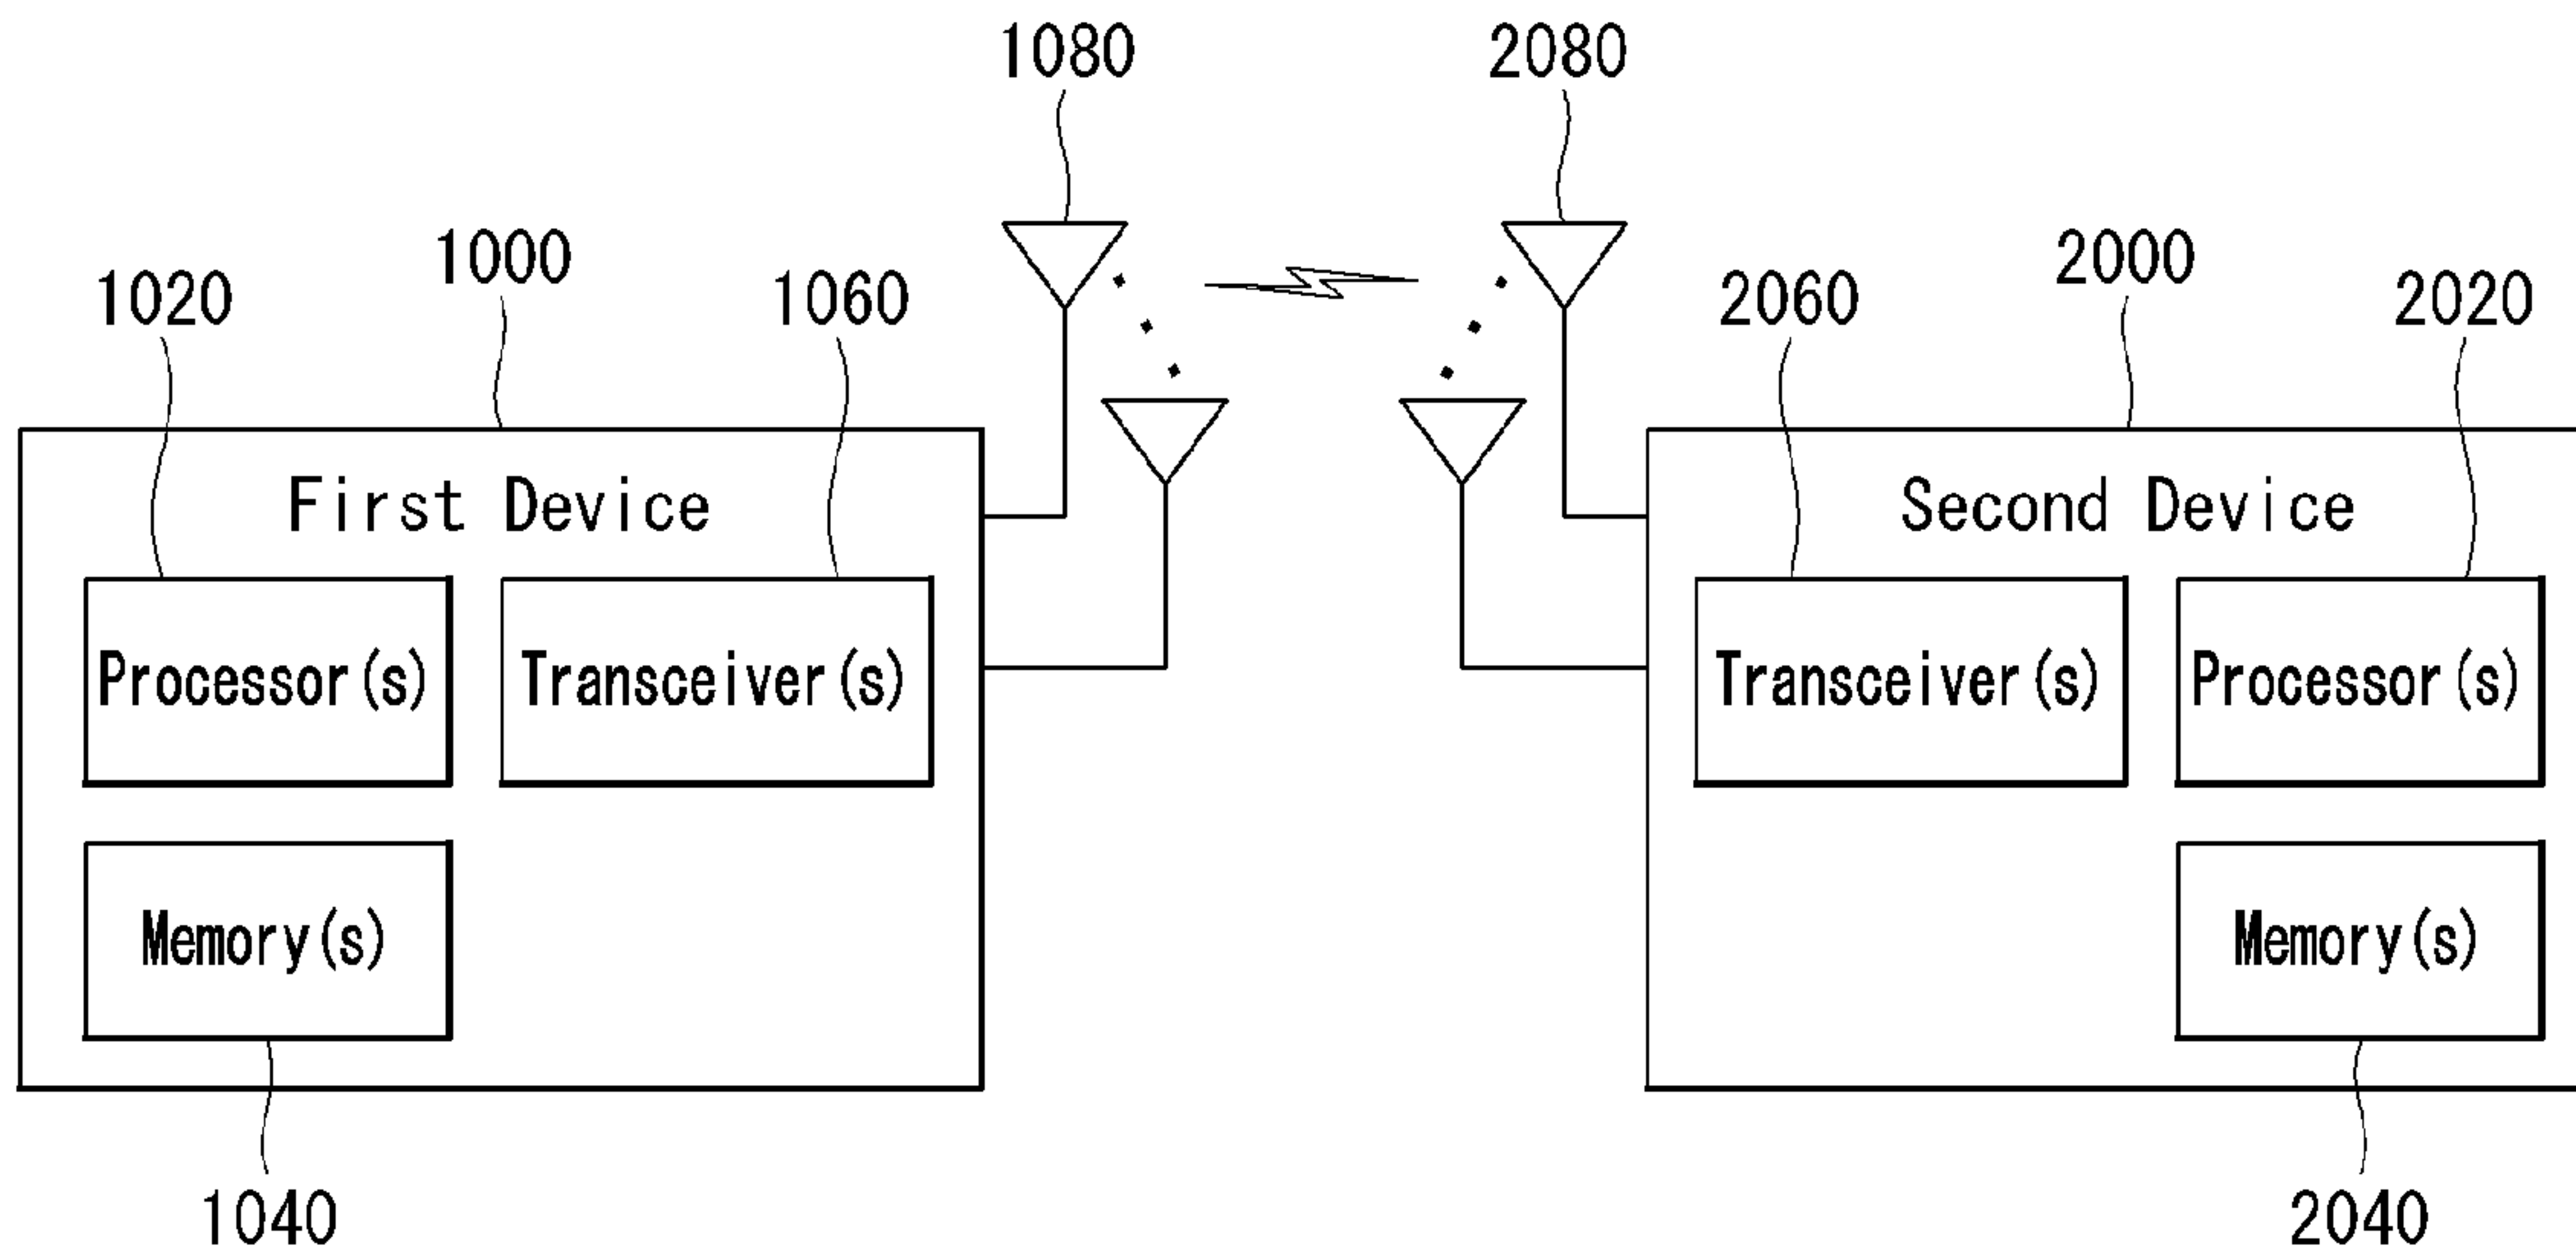 1080 2080
1000 2000
1020 1060 2060 2020
First Device Second Device
Processor(s) Transceiver(s) Transceiver(s) Processor(s)
Memory(s) Memory(s)
1040 2040